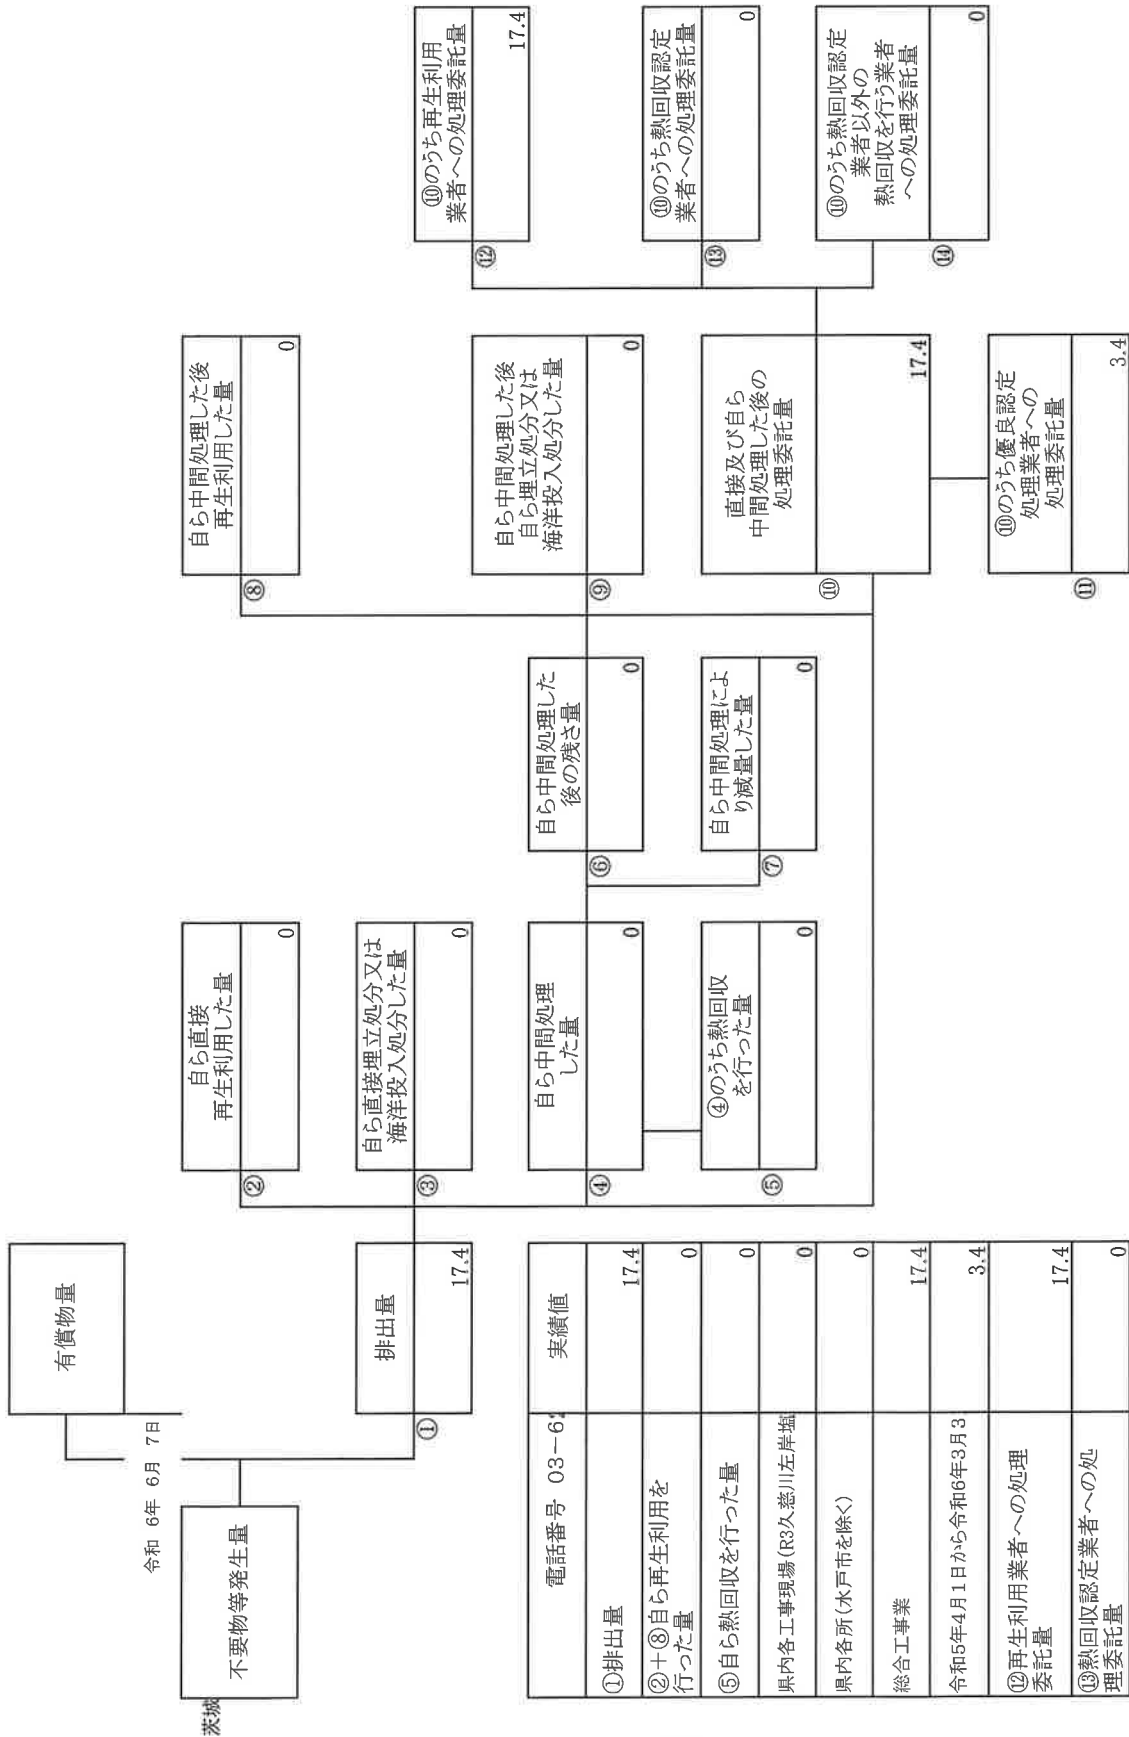 有償物量
令和 6年 6月 7日
不要物等発生量
茨城
排出量
①
17.4
自ら直接
再生利用した量
②
0
自ら直接埋立処分又は
海洋投入処分した量
③
0
自ら中間処理
した量
④
0
④のうち熱回収
を行った量
⑤
0
自ら中間処理した
後の残さ量
⑥
0
自ら中間処理によ
り減量した量
⑦
0
自ら中間処理した後
再生利用した量
⑧
0
自ら中間処理した後
自ら埋立処分又は
海洋投入処分した量
⑨
0
直接及び自ら
中間処理した後の
処理委託量
⑩
17.4
⑩のうち優良認定
処理業者への
処理委託量
⑪
3.4
⑩のうち再生利用
業者への処理委託量
⑫
17.4
⑩のうち熱回収認定
業者への処理委託量
⑬
0
⑩のうち熱回収認定
業者以外の
熱回収を行う業者
への処理委託量
⑭
0
電話番号 03-62 実績値
①排出量 17.4
②+⑧自ら再生利用を
行った量 0
⑤自ら熱回収を行った量 0
県内各工事現場(R3久慈川左岸塩 0
県内各所(水戸市を除く) 0
総合工事業 17.4
令和5年4月1日から令和6年3月3 3.4
⑫再生利用業者への処理
委託量 17.4
⑬熱回収認定業者への処
理委託量 0